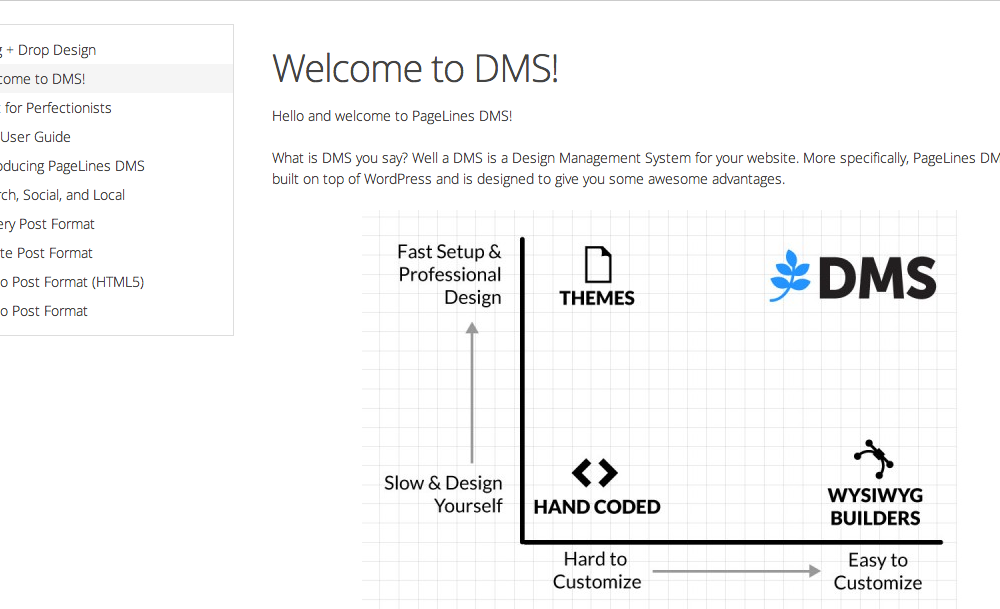 + Drop Design
come to DMS!
for Perfectionists
User Guide
oducing PageLines DMS
rch, Social, and Local
ery Post Format
te Post Format
o Post Format (HTML5)
o Post Format
Welcome to DMS!
Hello and welcome to PageLines DMS!
What is DMS you say? Well a DMS is a Design Management System for your website. More specifically, PageLines DM
built on top of WordPress and is designed to give you some awesome advantages.
Fast Setup &
Professional
Design
THEMES
DMS
Slow & Design
Yourself
HAND CODED
WYSIWYG
BUILDERS
Hard to
Customize
Easy to
Customize